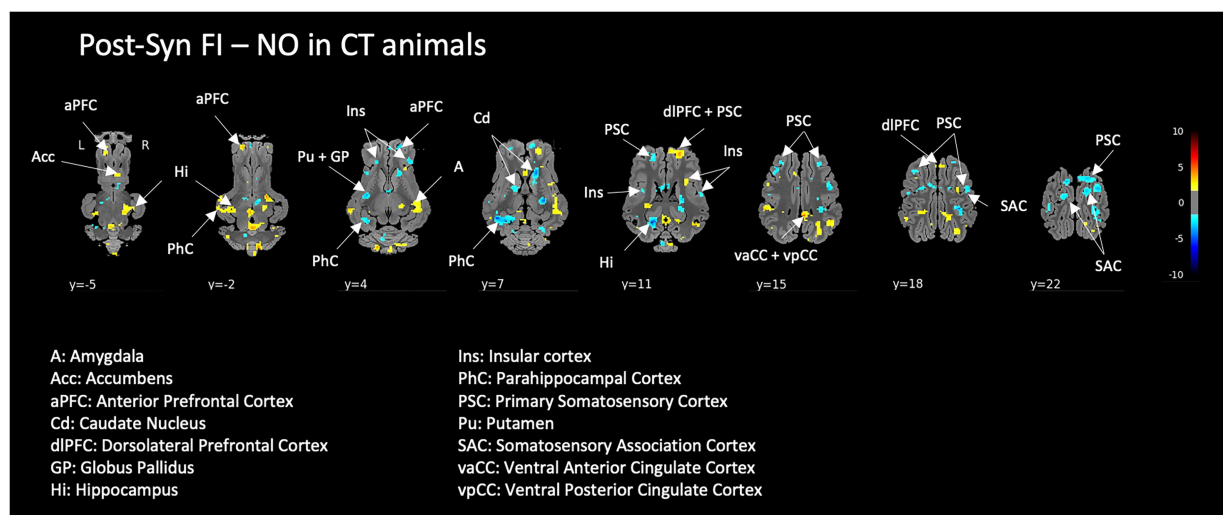 Post-Syn FI – NO in CT animals
aPFC
aPFC
Ins
aPFC
Cd
dlPFC + PSC
PSC
PSC
dlPFC
PSC
PSC
L
R
Acc
Hi
Pu + GP
A
Ins
Ins
SAC
PhC
PhC
PhC
Hi
vaCC + vpCC
SAC
y=-5
y=-2
y=4
y=7
y=11
y=15
y=18
y=22
10
5
0
-5
-10
A: Amygdala
Acc: Accumbens
aPFC: Anterior Prefrontal Cortex
Cd: Caudate Nucleus
dlPFC: Dorsolateral Prefrontal Cortex
GP: Globus Pallidus
Hi: Hippocampus
Ins: Insular cortex
PhC: Parahippocampal Cortex
PSC: Primary Somatosensory Cortex
Pu: Putamen
SAC: Somatosensory Association Cortex
vaCC: Ventral Anterior Cingulate Cortex
vpCC: Ventral Posterior Cingulate Cortex